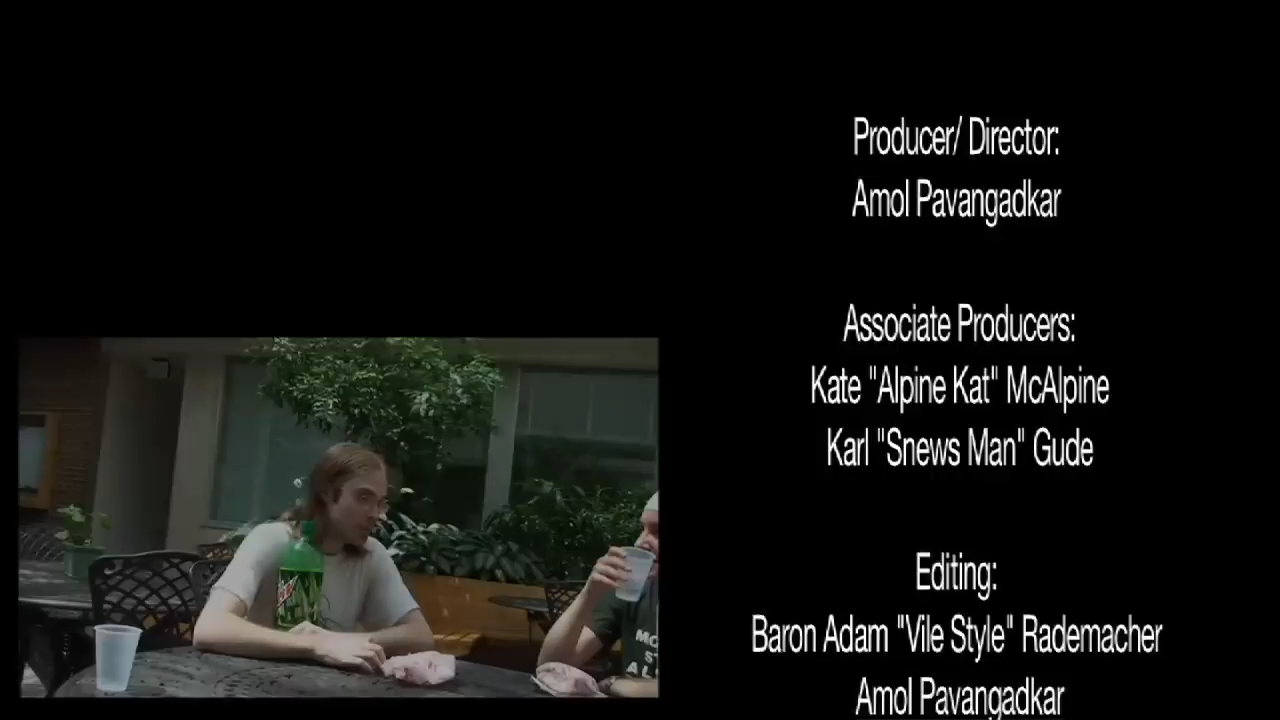 Producer/ Director:
Amol Pavangadkar
Associate Producers:
Kate "Alpine Kat" McAlpine
Karl "Snews Man" Gude
Editing:
Baron Adam "Vile Style" Rademacher
Amol Pavangadkar